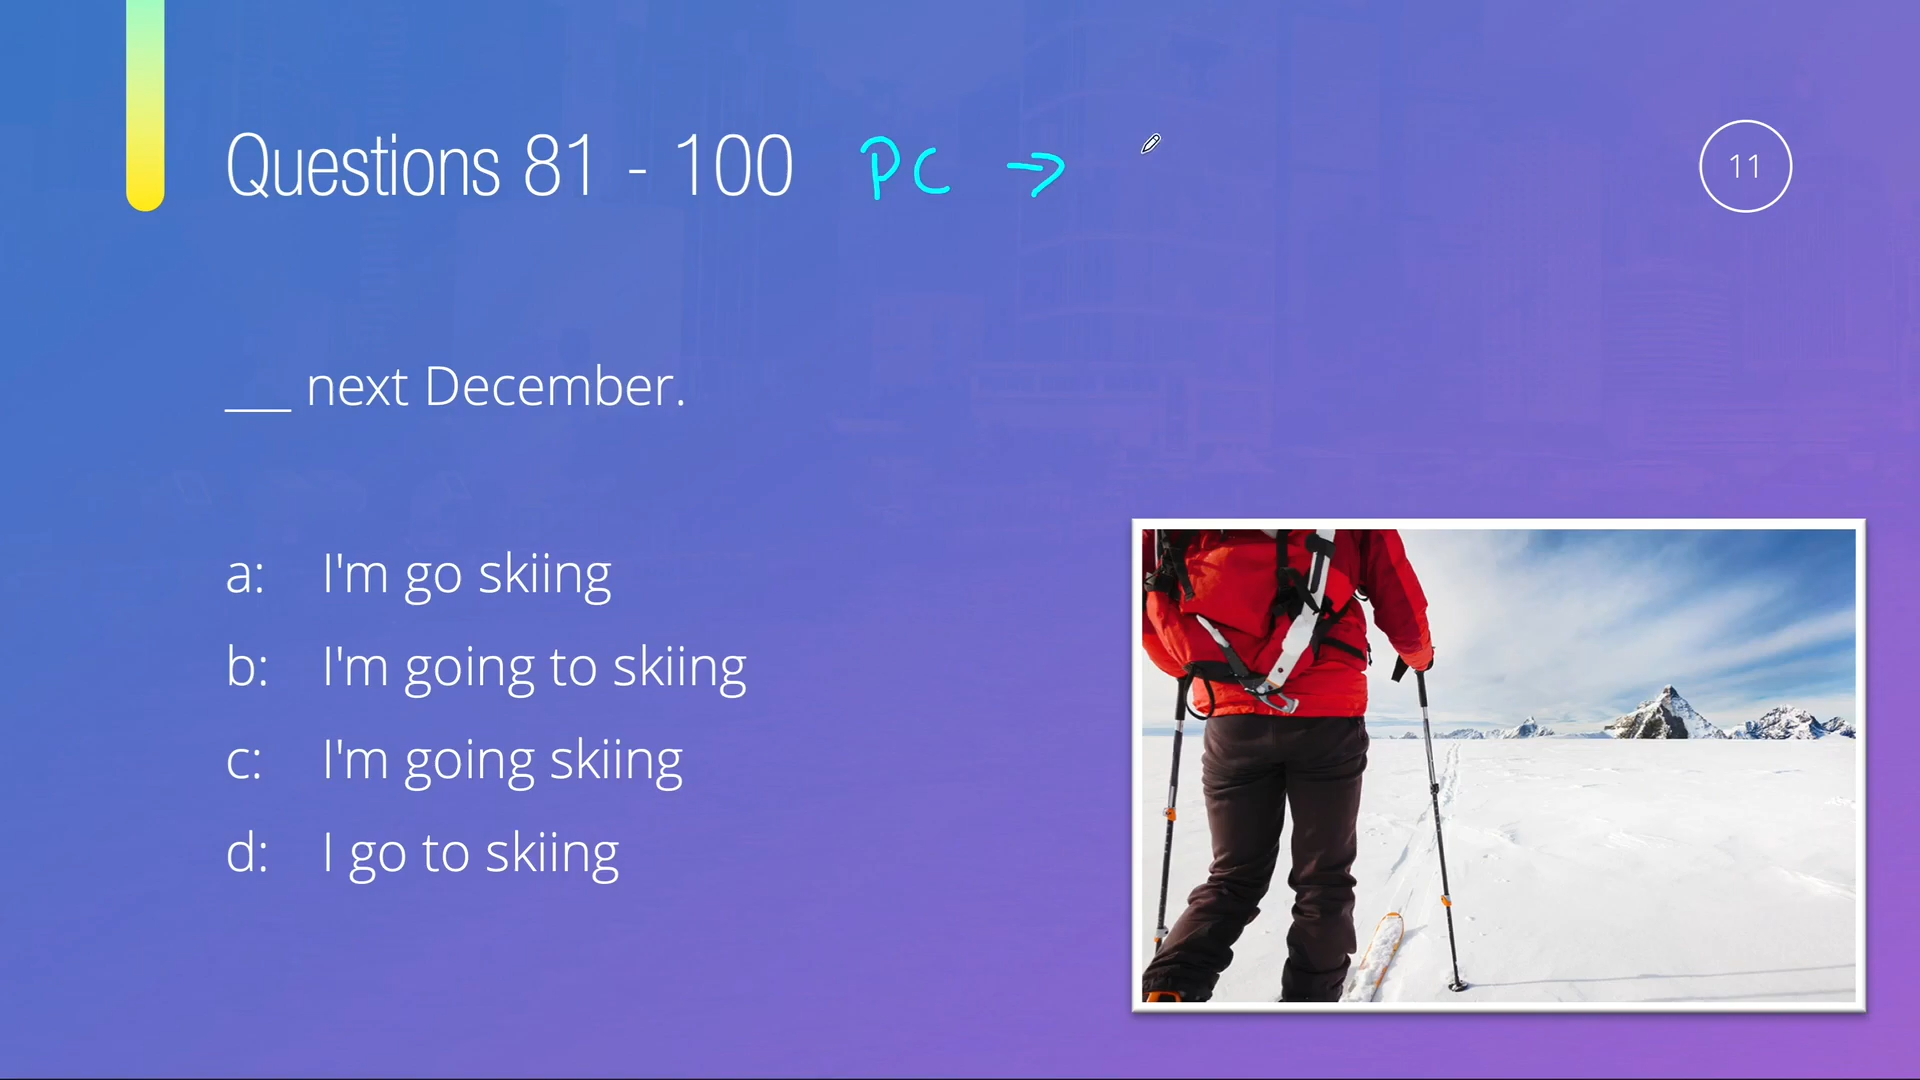 Questions 81 - 100 PC →
11
___ next December.
a: I'm go skiing
b: I'm going to skiing
c: I'm going skiing
d: I go to skiing